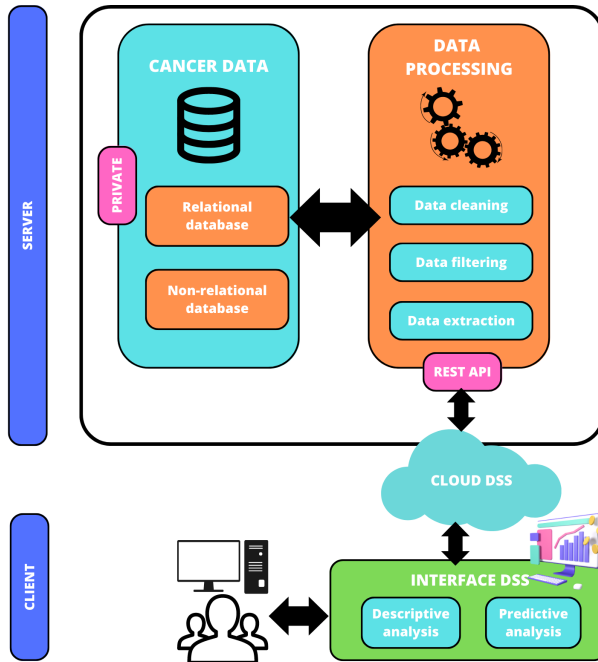 SERVER
CANCER DATA
PRIVATE
Relational
database
Non-relational
database
DATA
PROCESSING
Data cleaning
Data filtering
Data extraction
REST API
CLOUD DSS
CLIENT
INTERFACE DSS
Descriptive
analysis
Predictive
analysis